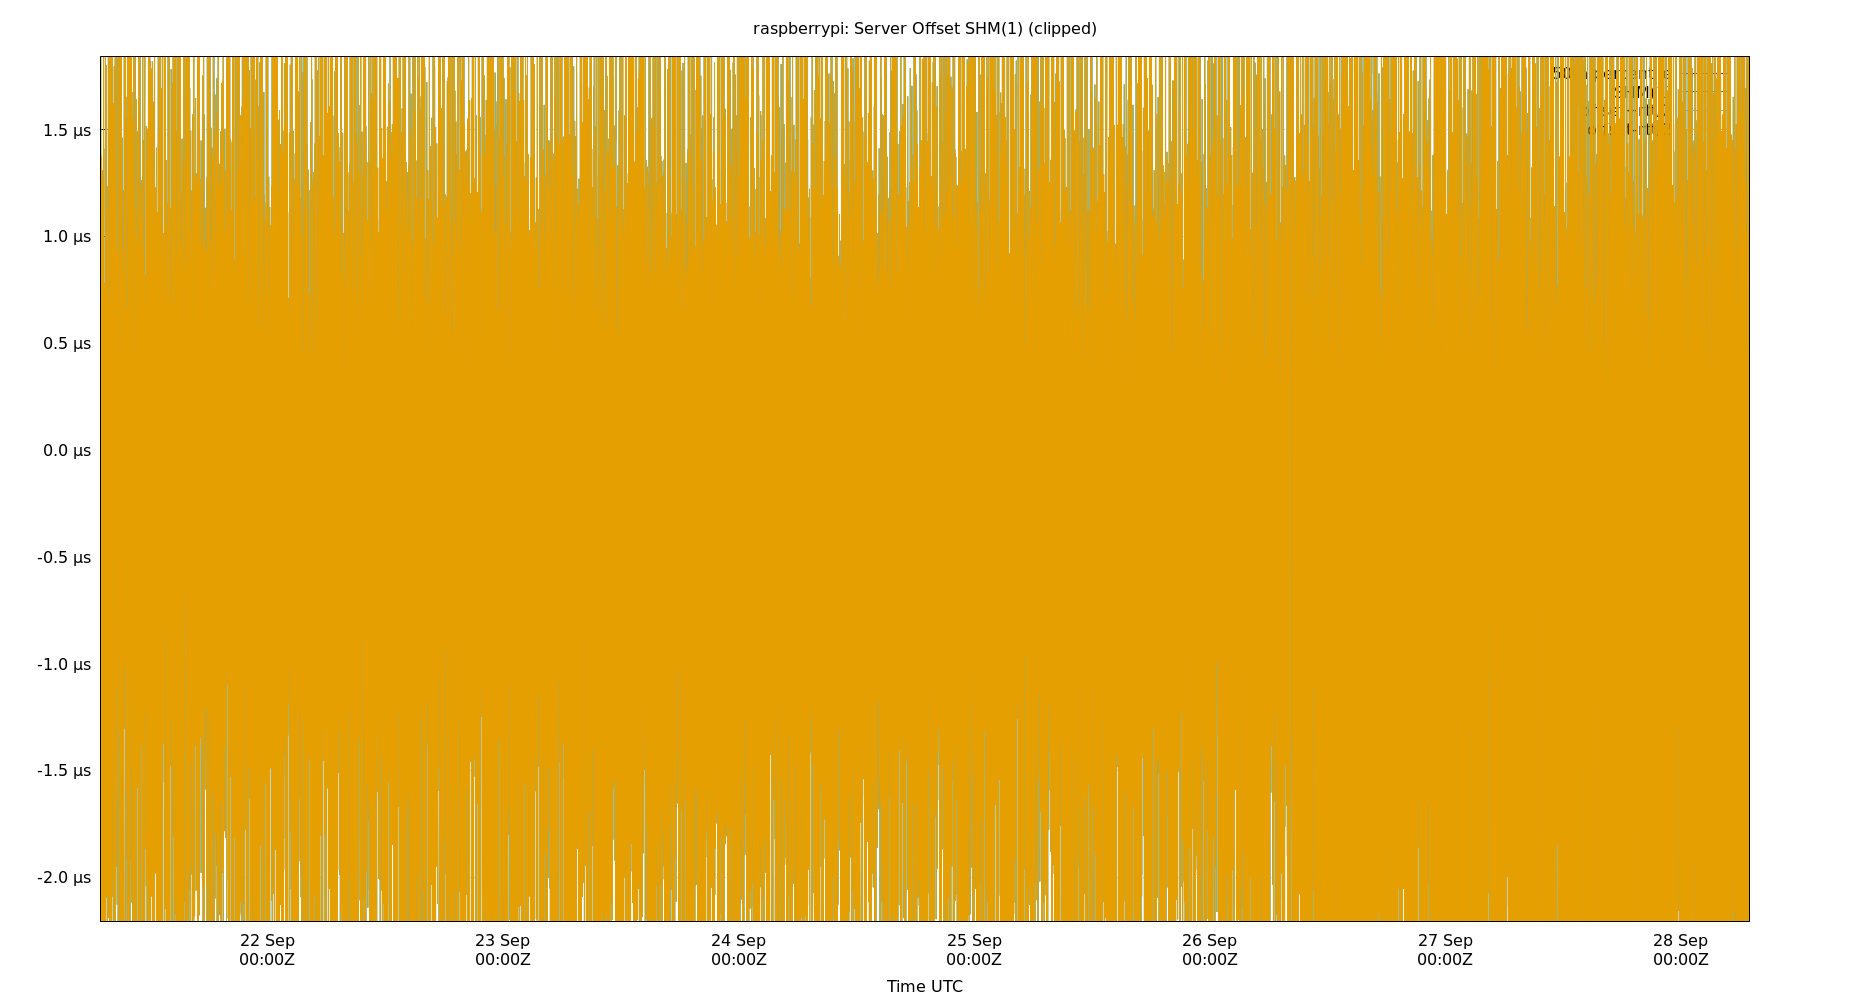 raspberrypi: Server Offset SHM(1) (clipped)
1.5 µs
1.0 µs
0.5 µs
0.0 µs
-0.5 µs
-1.0 µs
-1.5 µs
-2.0 µs
22 Sep
00:00Z
23 Sep
00:00Z
24 Sep
00:00Z
25 Sep
00:00Z
26 Sep
00:00Z
27 Sep
00:00Z
28 Sep
00:00Z
Time UTC